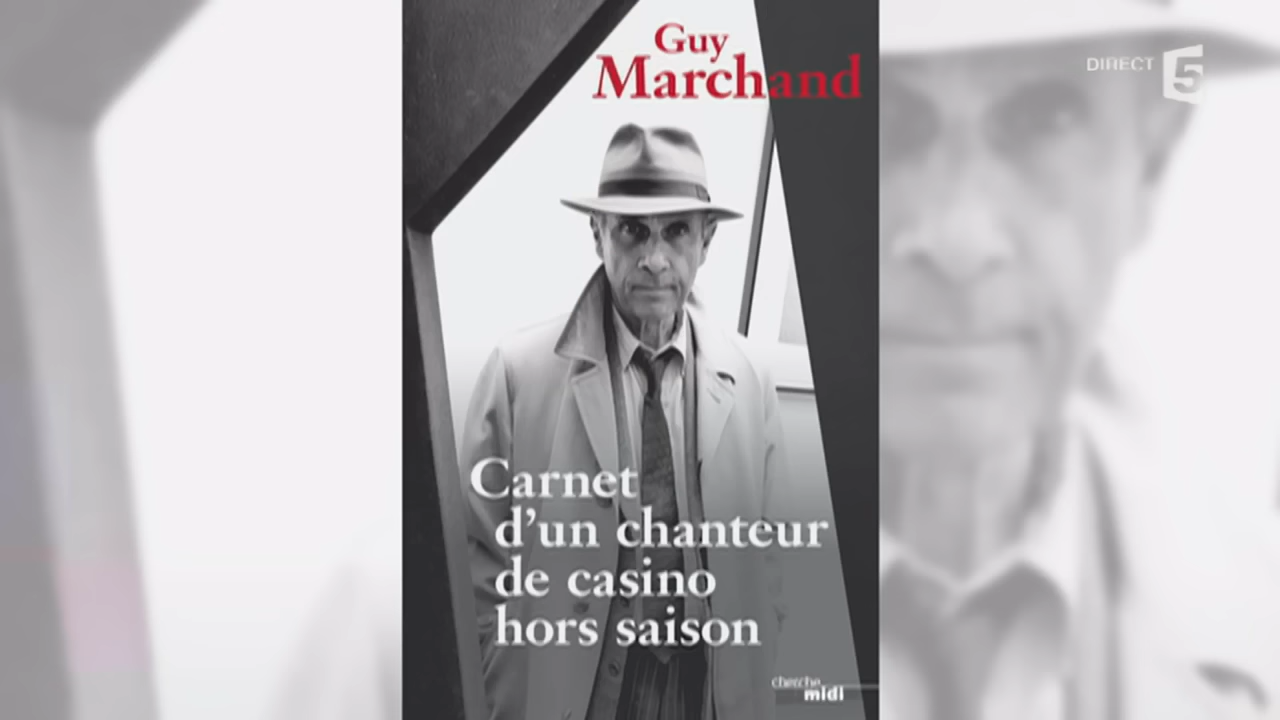 Guy
Marchand
DIRECT 5
Carnet
d'un chanteur
de casino
hors saison
cherche
midi